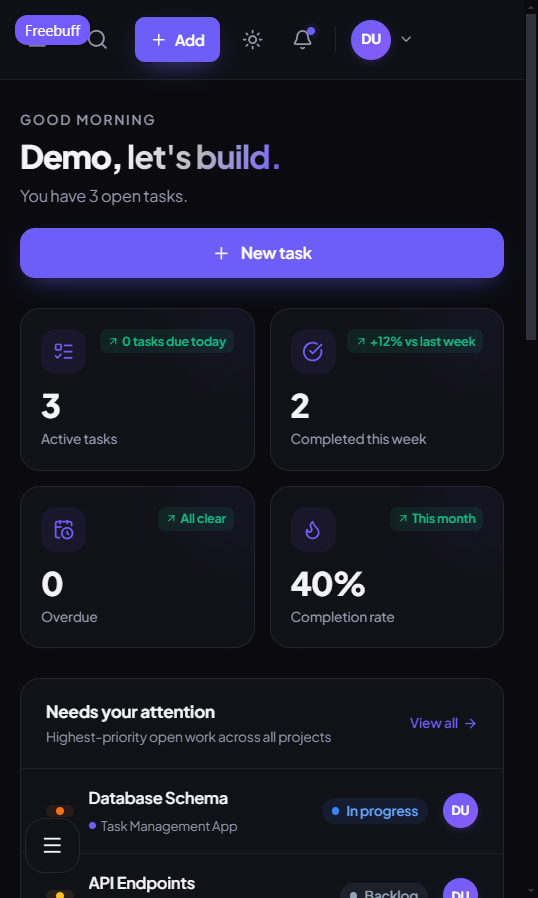 Freebuff
Add
DU
GOOD MORNING
Demo, let's build.
You have 3 open tasks.
New task
0 tasks due today
3
Active tasks
+12% vs last week
2
Completed this week
All clear
0
Overdue
This month
40%
Completion rate
Needs your attention
View all
Highest-priority open work across all projects
Database Schema
In progress
DU
Task Management App
API Endpoints
Backlog
DU